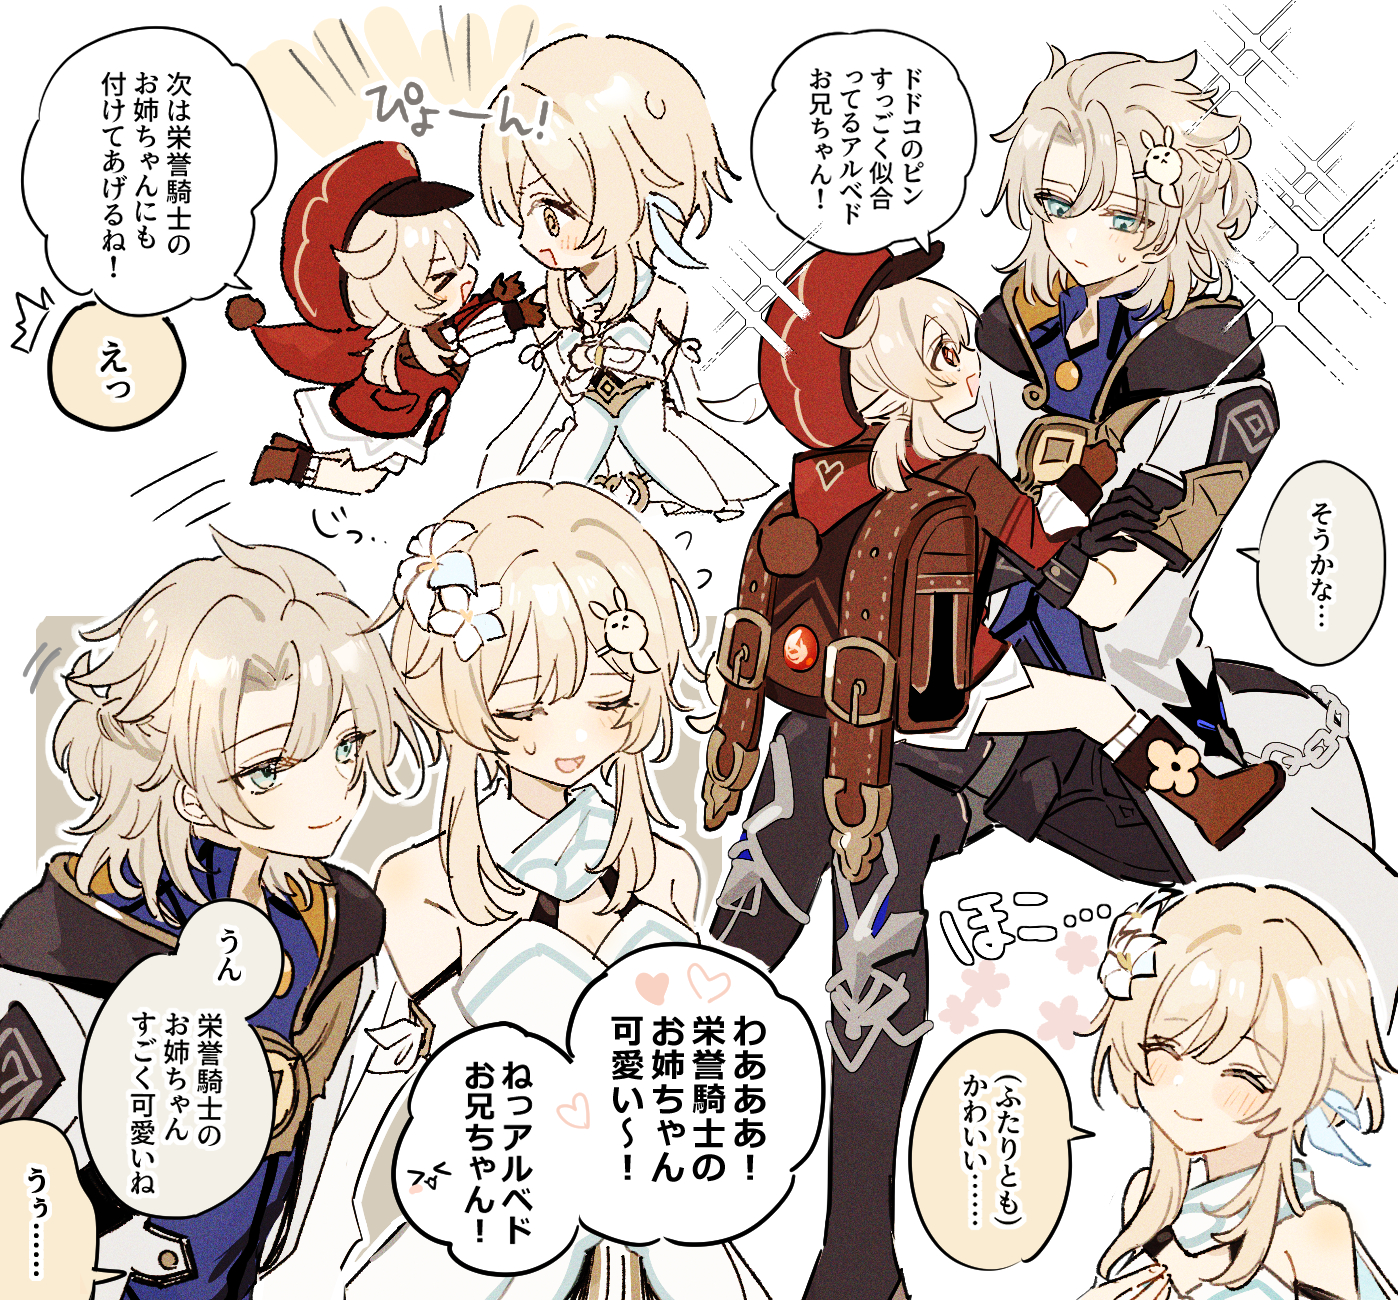 ドドコのピン
すっごく似合
ってるアルベド
お兄ちゃん！
そうかな…
ほこ…
(ふたりとも)
かわいい……
ぴょーん!
次は栄誉騎士の
お姉ちゃんにも
付けてあげるね！
えっ
じっ…
わあああ！
栄誉騎士の
お姉ちゃん
可愛い～！
ねっアルベド
お兄ちゃん！
うん
栄誉騎士の
お姉ちゃん
すごく可愛いね
うぅ……